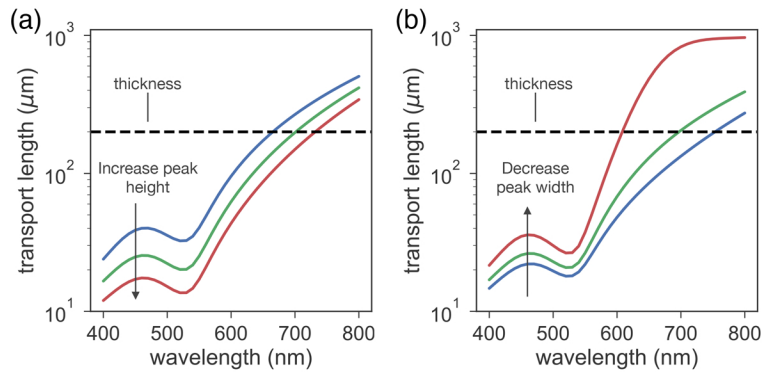 (a)
10³
thickness
Increase peak
height
10²
10¹
transport length (μm)
400 500 600 700 800
wavelength (nm)
(b)
10³
thickness
Decrease
peak width
10²
10¹
transport length (μm)
400 500 600 700 800
wavelength (nm)